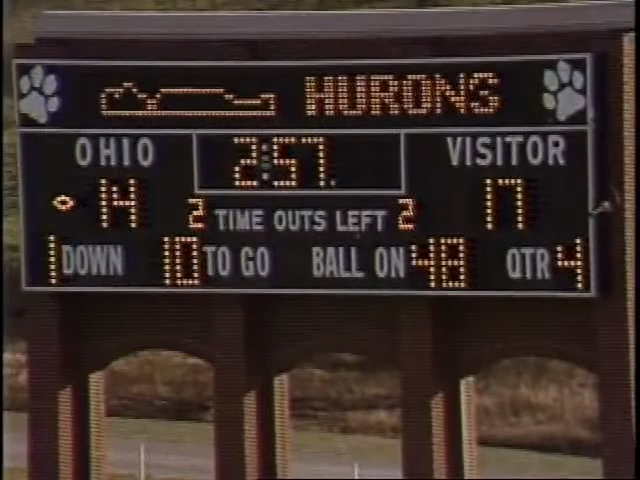 HURONS
OHIO 2:57 VISITOR
14 2 TIME OUTS LEFT 2 17
1 DOWN 10 TO GO BALL ON 48 QTR 4